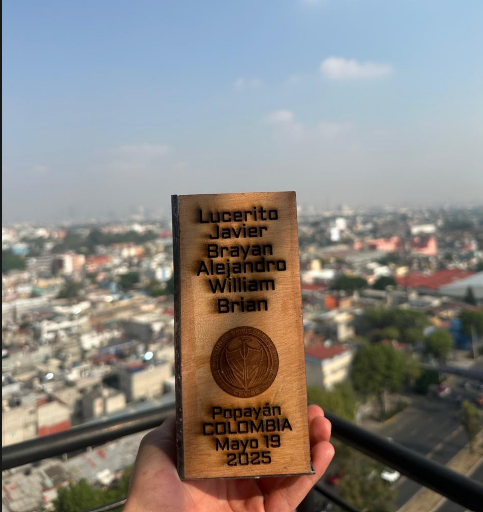 Lucerito
Javier
Brayan
Alejandro
William
Brian
Popayán
COLOMBIA
Mayo 19
2025